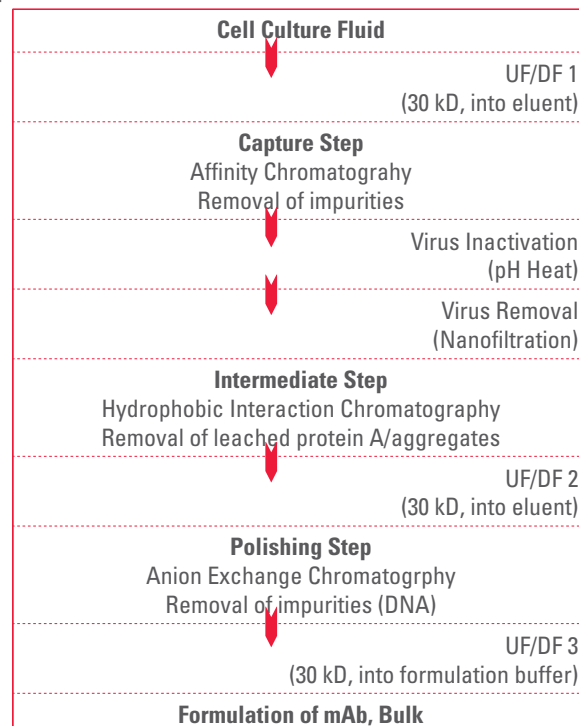 Cell Culture Fluid
UF/DF 1
(30 kD, into eluent)
Capture Step
Affinity Chromatograhy
Removal of impurities
Virus Inactivation
(pH Heat)
Virus Removal
(Nanofiltration)
Intermediate Step
Hydrophobic Interaction Chromatography
Removal of leached protein A/aggregates
UF/DF 2
(30 kD, into eluent)
Polishing Step
Anion Exchange Chromatogrphy
Removal of impurities (DNA)
UF/DF 3
(30 kD, into formulation buffer)
Formulation of mAb, Bulk